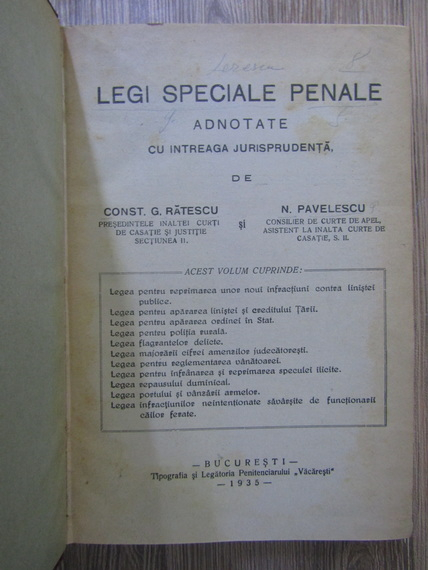 LEGI SPECIALE PENALE
ADNOTATE
CU INTREAGA JURISPRUDENȚĂ,
DE
CONST. G. RĂTESCU
PREȘEDINTELE INALTEI CURȚI
DE CASAȚIE ȘI JUSTIȚIE
SECȚIUNEA II.
și
N. PAVELESCU
CONSILIER DE CURTE DE APEL,
ASISTENT LA INALTA CURTE DE
CASAȚIE, S. II.
ACEST VOLUM CUPRINDE:
Legea pentru reprimarea unor noui infracțiuni contra liniștei
publice.
Legea pentru apărarea liniștei și creditului Țării.
Legea pentru apărarea ordinei în Stat.
Legea pentru poliția rurală.
Legea flagrantelor delicte.
Legea majorării cifrei amenzilor judecătorești.
Legea pentru reglementarea vânătoarei.
Legea pentru înfrânarea și reprimarea speculei ilicite.
Legea repausului duminical.
Legea portului și vânzării armelor.
Legea infracțiunilor neintenționate săvârșite de funcționarii
căilor ferate.
— BUCUREȘTI —
Tipografia și Legătoria Penitenciarului „Văcărești"
— 1935 —